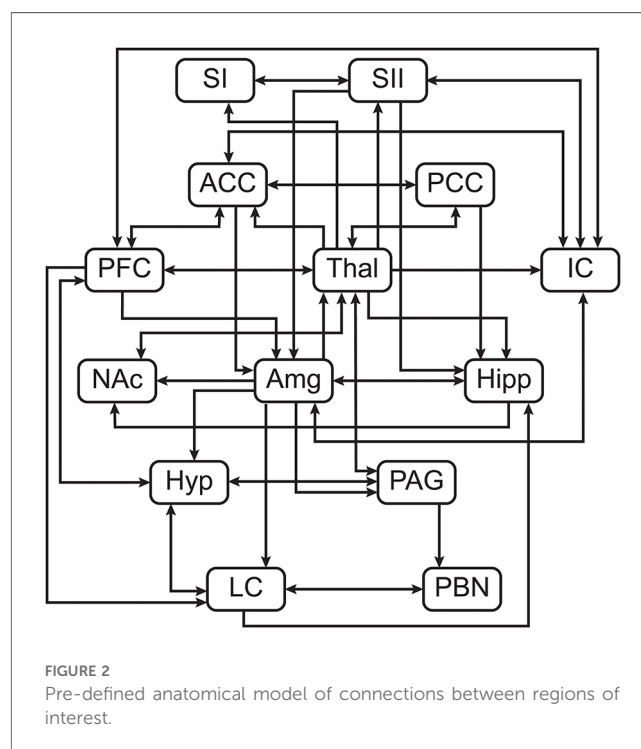 SI SII
ACC PCC
PFC Thal IC
NAc Amg Hipp
Hyp PAG
LC PBN
FIGURE 2
Pre-defined anatomical model of connections between regions of
interest.